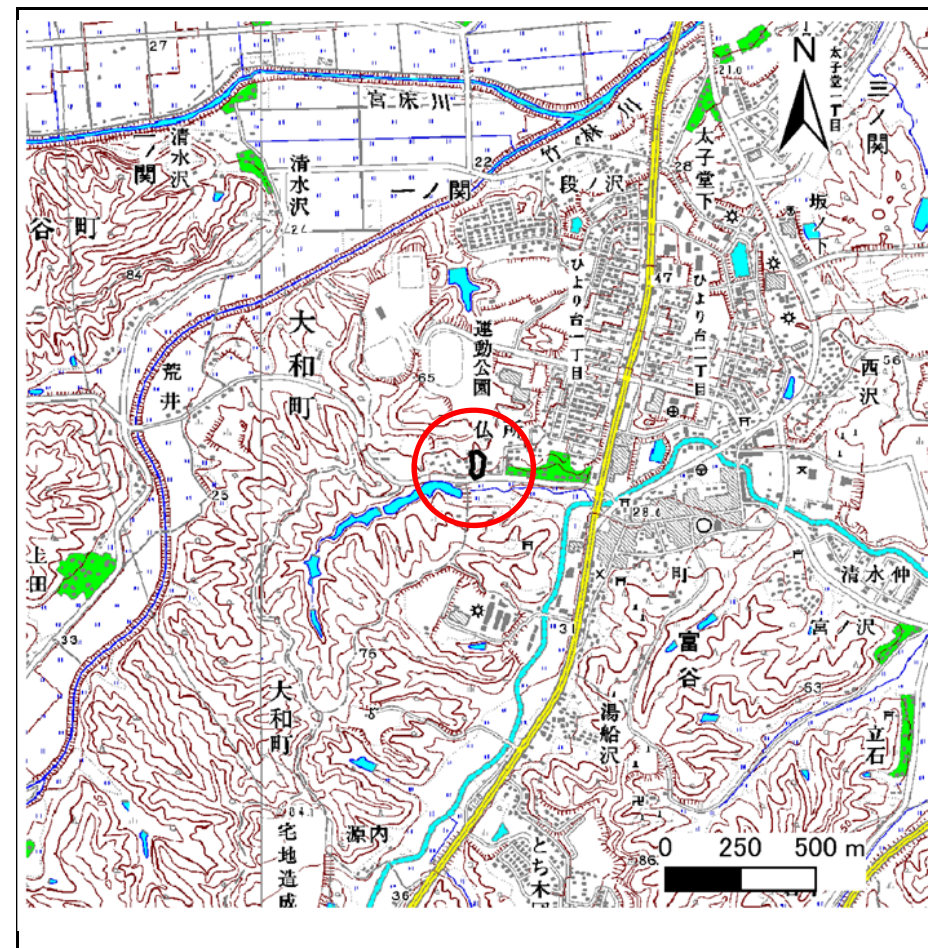 27
宮床川
竹林川
N
太子堂一丁目
三ノ関
21.0
清水沢
一ノ関
清水沢
22
一ノ関
段ノ沢
28
太子堂下
坂ノ下
谷町
24
84
大和町
運動公園
ひより台一丁目
47
ひより台二丁目
荒井
65
西沢
56
仏所
25
28.6
上田
町
清水仲
宮ノ沢
33
31
富谷
75
53
大和町
湯船沢
立石
84.1
宅地造成
源内
とち木
86
36
0 250 500 m